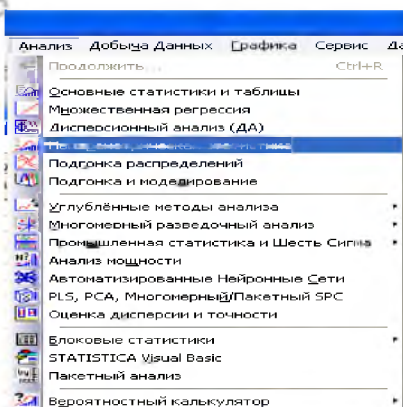 Анализ Добыча Данных Графика Сервис
Продолжить... Ctrl+R
Основные статистики и таблицы
Множественная регрессия
Дисперсионный анализ (ДА)
Подгонка распределений
Подгонка и моделирование
Углублённые методы анализа
Многомерный разведочный анализ
Промышленная статистика и Шесть Сигма
Анализ мощности
Автоматизированные Нейронные Сети
PLS, PCA, Многомерный/Пакетный SPC
Оценка дисперсии и точности
Блоковые статистики
STATISTICA Visual Basic
Пакетный анализ
Вероятностный калькулятор